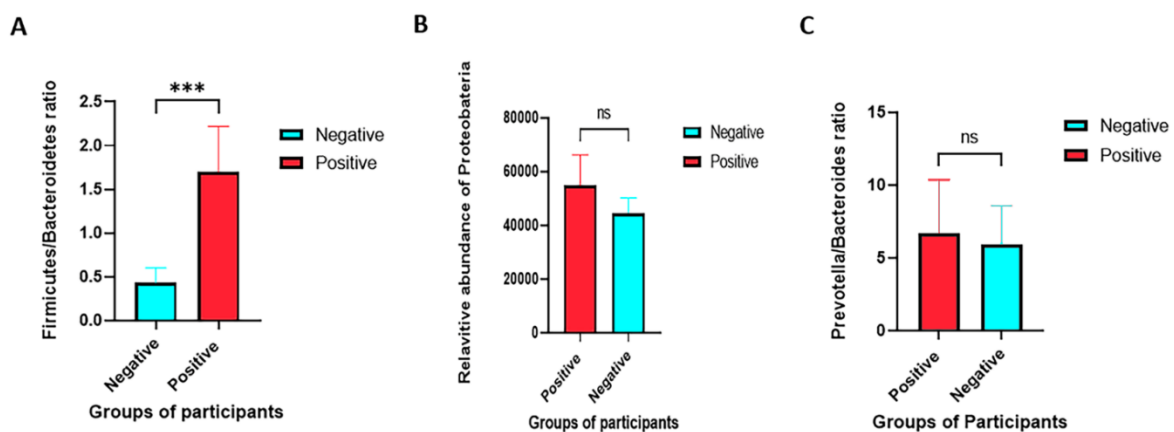 A
Firmicutes/Bacteroidetes ratio
2.5
2.0
1.5
1.0
0.5
0.0
***
Negative
Positive
Groups of participants
Negative
Positive
B
Relavitive abundance of Proteobateria
80000
60000
40000
20000
0
ns
Positive
Negative
Groups of participants
Negative
Positive
C
Prevotella/Bacteroides ratio
15
10
5
0
ns
Positive
Negative
Groups of Participants
Negative
Positive